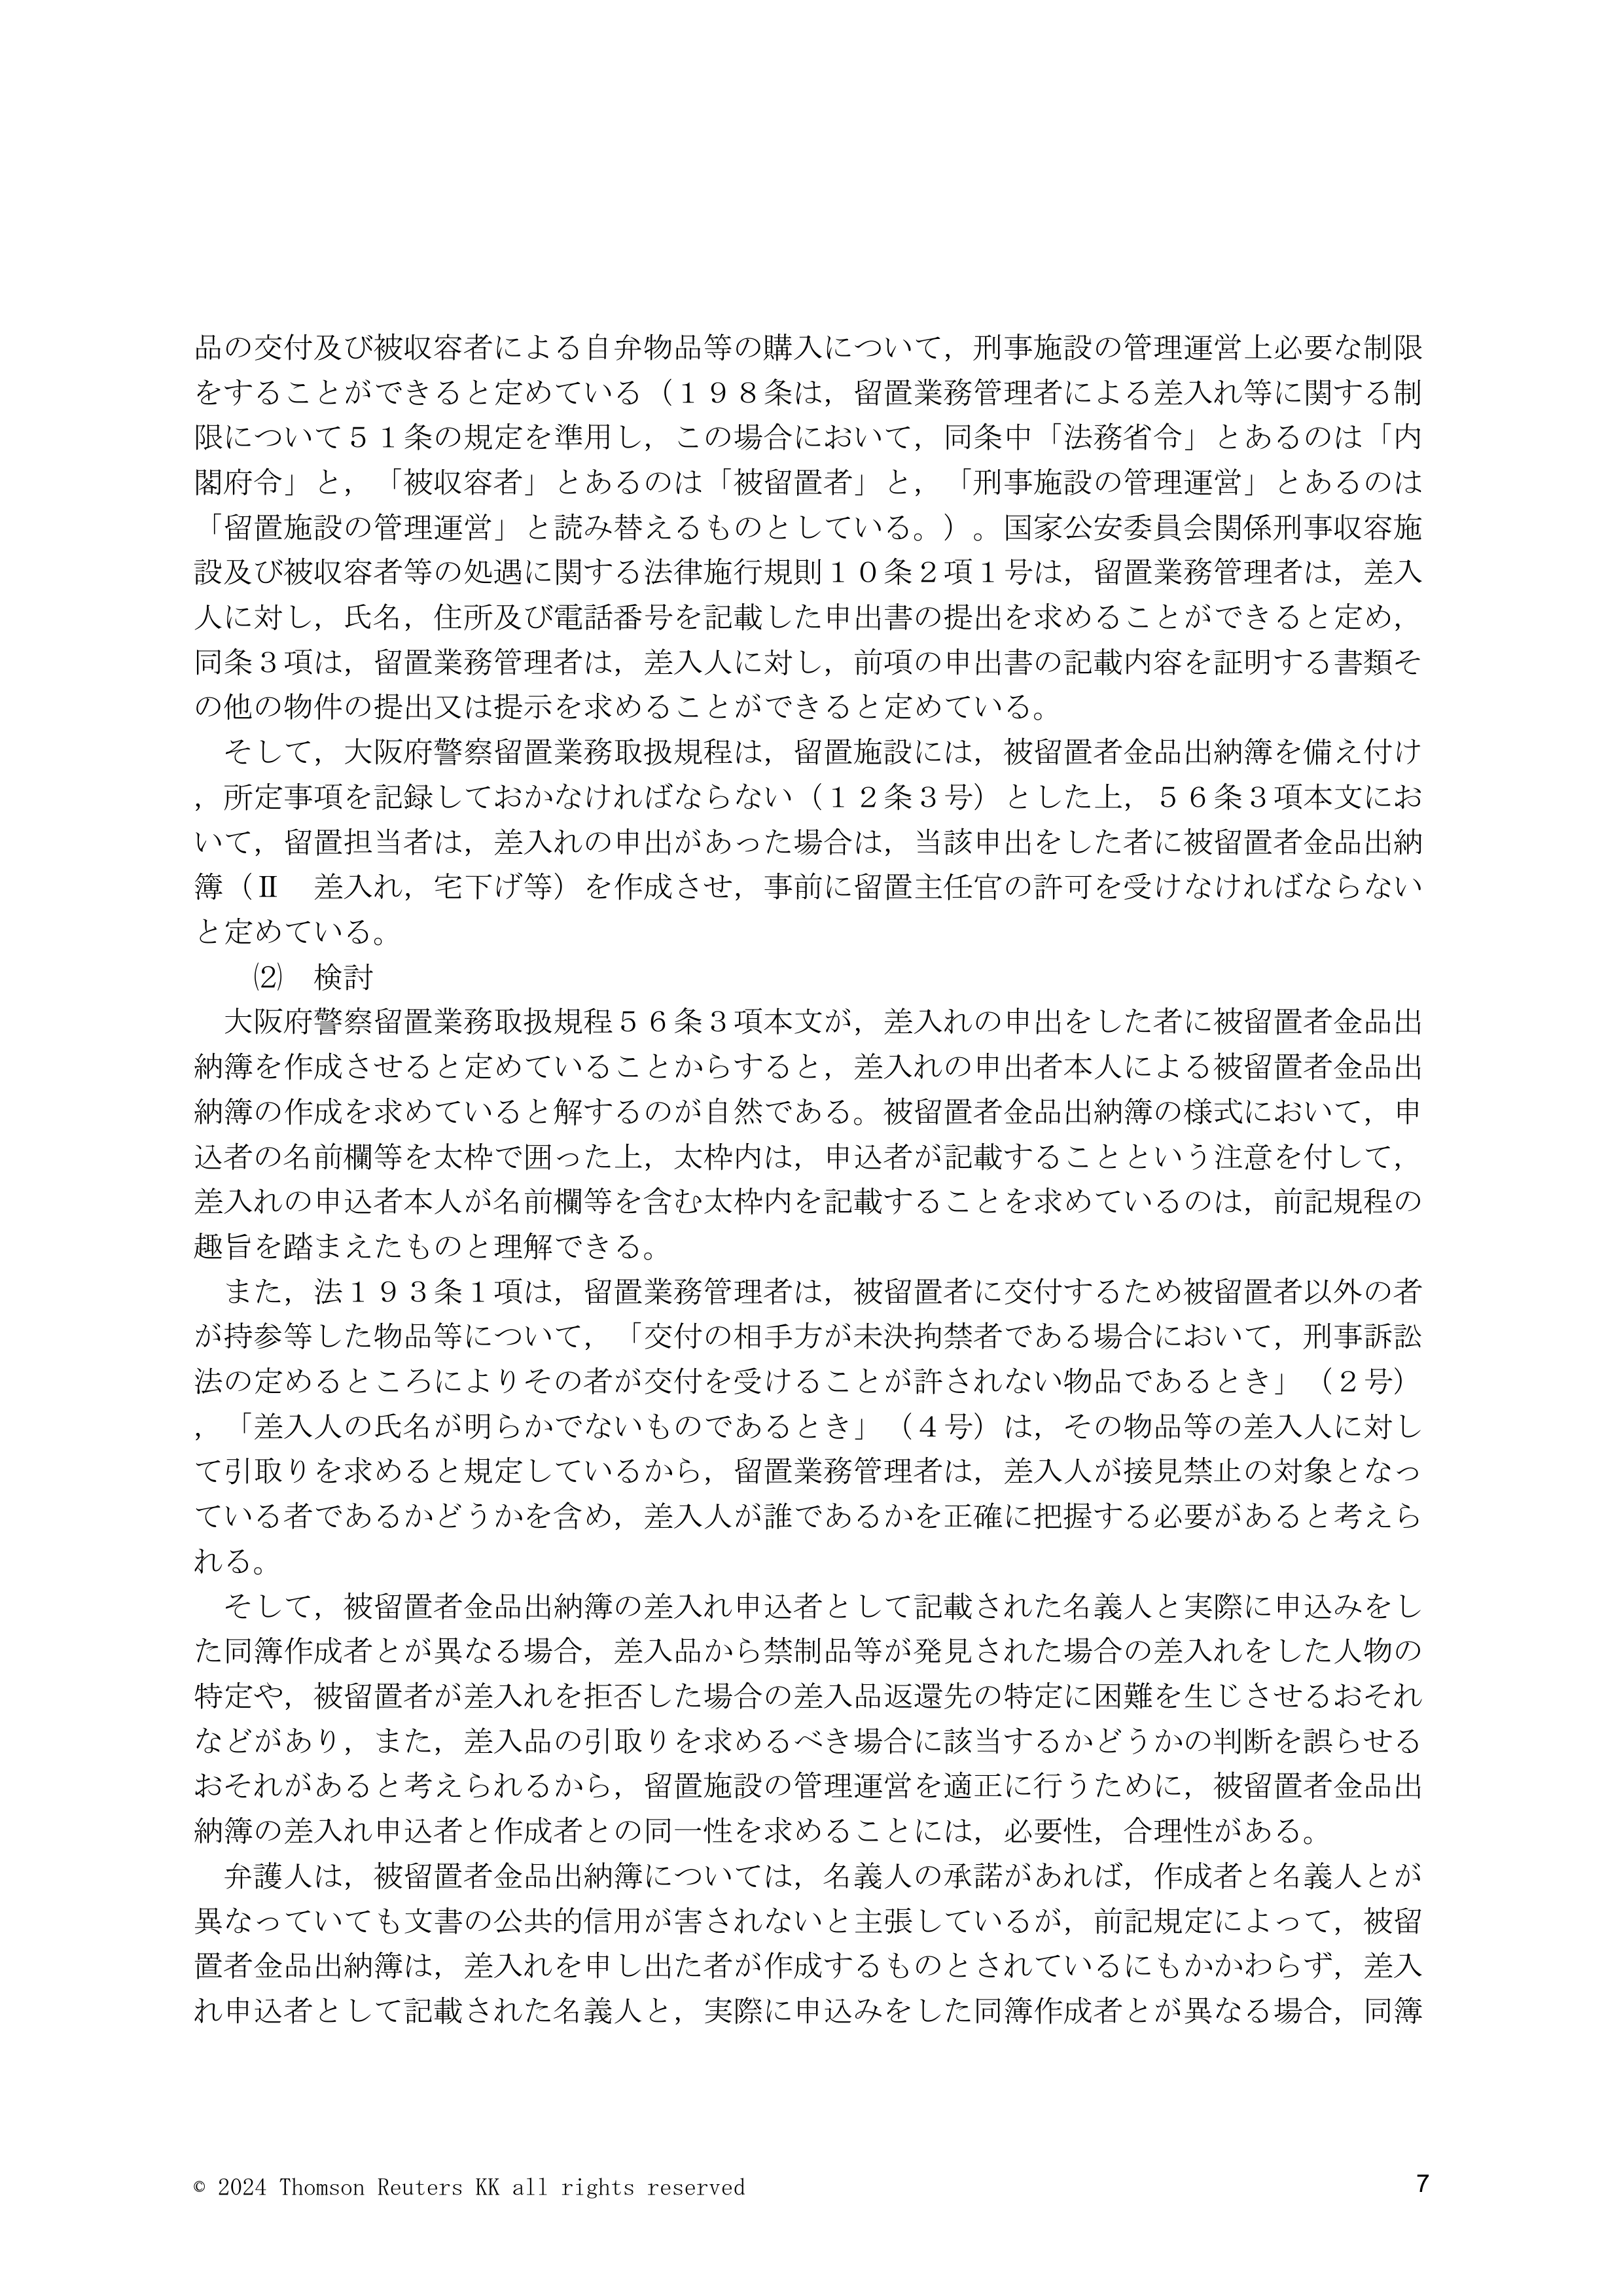 品の交付及び被収容者による自弁物品等の購入について，刑事施設の管理運営上必要な制限
をすることができると定めている（１９８条は，留置業務管理者による差入れ等に関する制
限について５１条の規定を準用し，この場合において，同条中「法務省令」とあるのは「内
閣府令」と，「被収容者」とあるのは「被留置者」と，「刑事施設の管理運営」とあるのは
「留置施設の管理運営」と読み替えるものとしている。）。国家公安委員会関係刑事収容施
設及び被収容者等の処遇に関する法律施行規則１０条２項１号は，留置業務管理者は，差入
人に対し，氏名，住所及び電話番号を記載した申出書の提出を求めることができると定め，
同条３項は，留置業務管理者は，差入人に対し，前項の申出書の記載内容を証明する書類そ
の他の物件の提出又は提示を求めることができると定めている。
　そして，大阪府警察留置業務取扱規程は，留置施設には，被留置者金品出納簿を備え付け
，所定事項を記録しておかなければならない（１２条３号）とした上，５６条３項本文にお
いて，留置担当者は，差入れの申出があった場合は，当該申出をした者に被留置者金品出納
簿（Ⅱ　差入れ，宅下げ等）を作成させ，事前に留置主任官の許可を受けなければならない
と定めている。
　　⑵　検討
　大阪府警察留置業務取扱規程５６条３項本文が，差入れの申出をした者に被留置者金品出
納簿を作成させると定めていることからすると，差入れの申出者本人による被留置者金品出
納簿の作成を求めていると解するのが自然である。被留置者金品出納簿の様式において，申
込者の名前欄等を太枠で囲った上，太枠内は，申込者が記載することという注意を付して，
差入れの申込者本人が名前欄等を含む太枠内を記載することを求めているのは，前記規程の
趣旨を踏まえたものと理解できる。
　また，法１９３条１項は，留置業務管理者は，被留置者に交付するため被留置者以外の者
が持参等した物品等について，「交付の相手方が未決拘禁者である場合において，刑事訴訟
法の定めるところによりその者が交付を受けることが許されない物品であるとき」（２号）
，「差入人の氏名が明らかでないものであるとき」（４号）は，その物品等の差入人に対し
て引取りを求めると規定しているから，留置業務管理者は，差入人が接見禁止の対象となっ
ている者であるかどうかを含め，差入人が誰であるかを正確に把握する必要があると考えら
れる。
　そして，被留置者金品出納簿の差入れ申込者として記載された名義人と実際に申込みをし
た同簿作成者とが異なる場合，差入品から禁制品等が発見された場合の差入れをした人物の
特定や，被留置者が差入れを拒否した場合の差入品返還先の特定に困難を生じさせるおそれ
などがあり，また，差入品の引取りを求めるべき場合に該当するかどうかの判断を誤らせる
おそれがあると考えられるから，留置施設の管理運営を適正に行うために，被留置者金品出
納簿の差入れ申込者と作成者との同一性を求めることには，必要性，合理性がある。
　弁護人は，被留置者金品出納簿については，名義人の承諾があれば，作成者と名義人とが
異なっていても文書の公共的信用が害されないと主張しているが，前記規定によって，被留
置者金品出納簿は，差入れを申し出た者が作成するものとされているにもかかわらず，差入
れ申込者として記載された名義人と，実際に申込みをした同簿作成者とが異なる場合，同簿
© 2024 Thomson Reuters KK all rights reserved
7